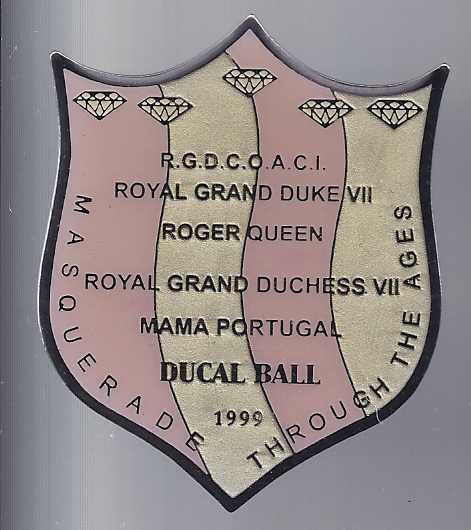 R.G.D.C.O.A.C.I.
ROYAL GRAND DUKE VII
ROGER QUEEN
ROYAL GRAND DUCHESS VII
MAMA PORTUGAL
DUCAL BALL
1999
MASQUERADE THROUGH THE AGES